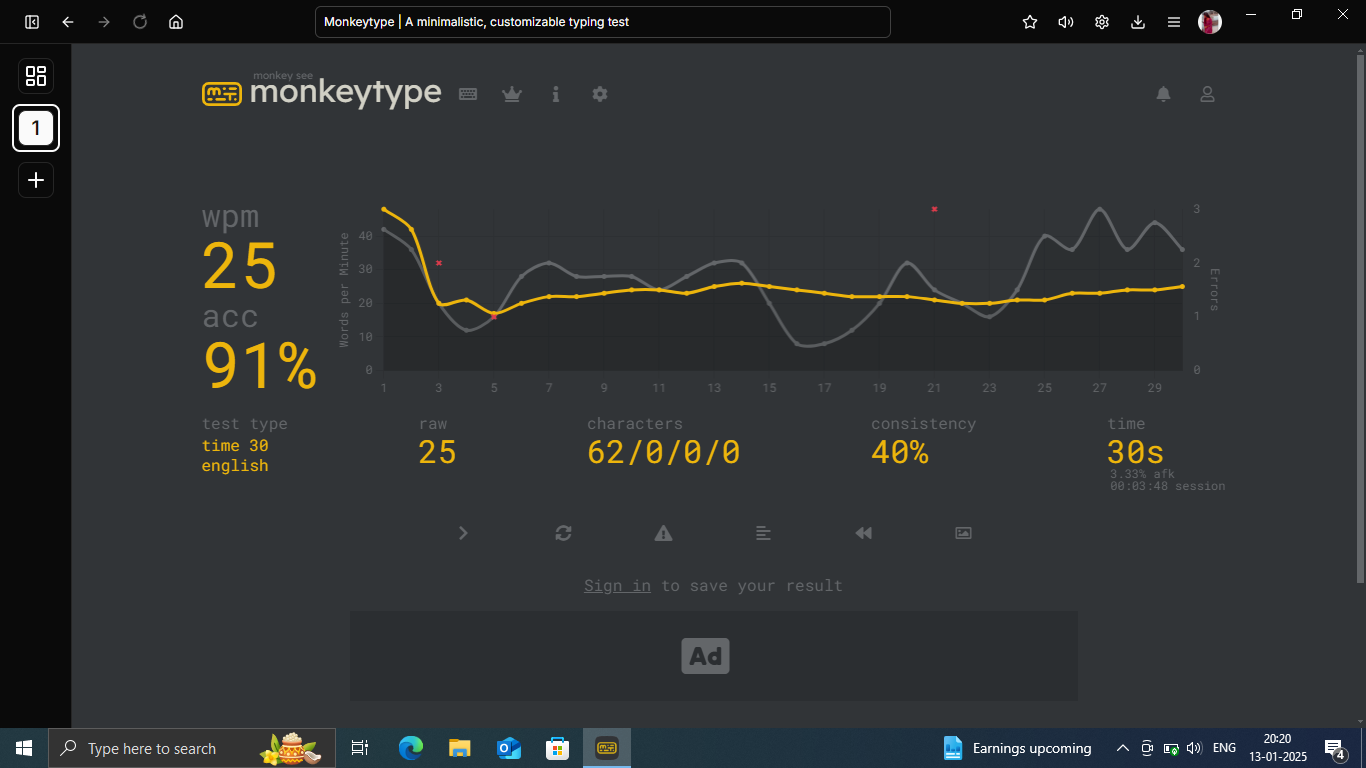 Monkeytype | A minimalistic, customizable typing test
1
monkey see
monkeytype
wpm
25
acc
91%
Words per Minute
40
30
20
10
0
3
2
1
0
Errors
1 3 5 7 9 11 13 15 17 19 21 23 25 27 29
test type
time 30
english
raw
25
characters
62/0/0/0
consistency
40%
time
30s
3.33% afk
00:03:48 session
Sign in to save your result
Ad
Type here to search
Earnings upcoming
ENG
20:20
13-01-2025
4